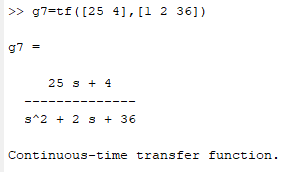 >> g7=tf([25 4],[1 2 36])
g7 =
25 s + 4
--------------
s^2 + 2 s + 36
Continuous-time transfer function.